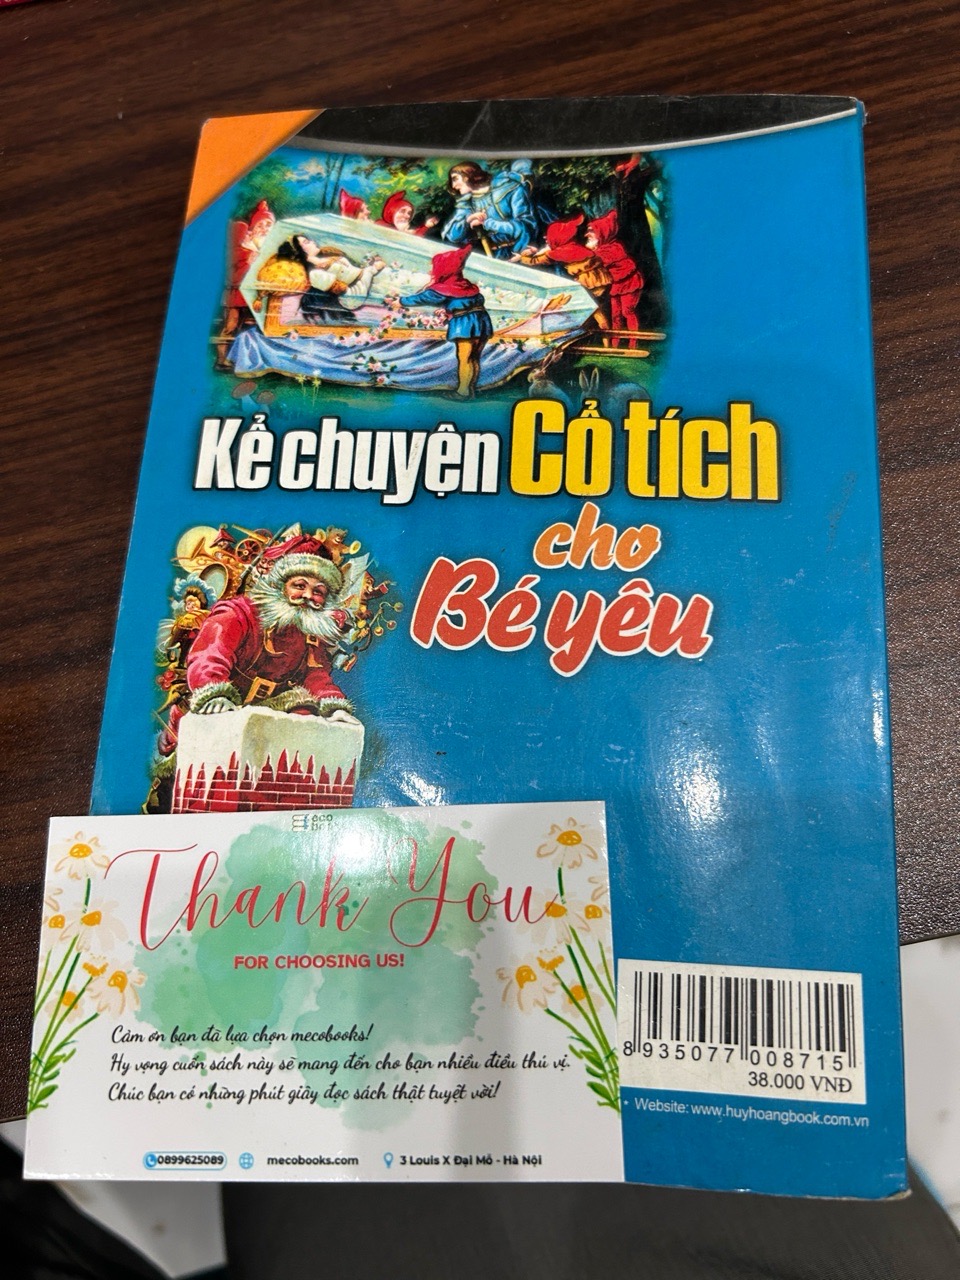 Kể chuyện Cổ tích
cho
Bé yêu
Thank You
FOR CHOOSING US!
Cảm ơn bạn đã lựa chọn mecobooks!
Hy vọng cuốn sách này sẽ mang đến cho bạn nhiều điều thú vị.
Chúc bạn có những phút giây đọc sách thật tuyệt vời!
0899625089 mecobooks.com 3 Louis X Đại Mỗ - Hà Nội
8 935077 008715
38.000 VNĐ
* Website: www.huyhoangbook.com.vn